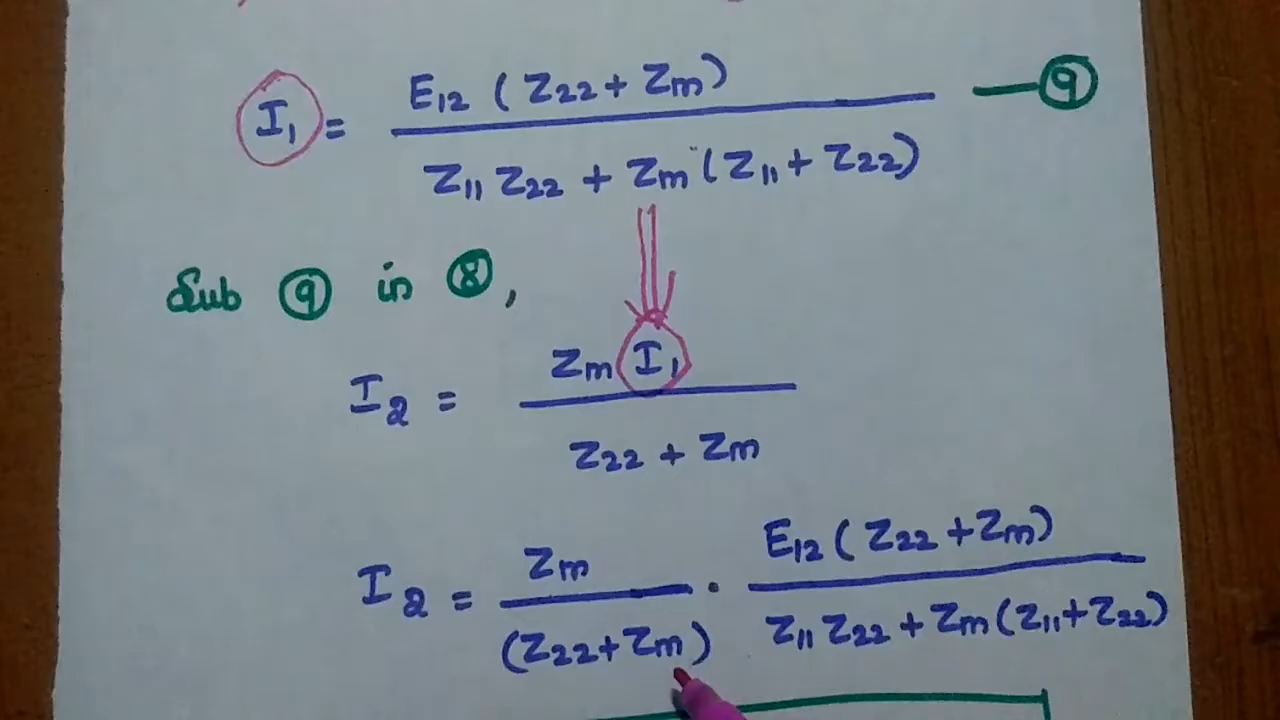 I₁ = E₁₂ (Z₂₂ + Zm) / Z₁₁ Z₂₂ + Zm (Z₁₁ + Z₂₂) — ⑨
Sub ⑨ in ⑧,
I₂ = Zm I₁ / Z₂₂ + Zm
I₂ = Zm / (Z₂₂ + Zm) · E₁₂ (Z₂₂ + Zm) / Z₁₁ Z₂₂ + Zm (Z₁₁ + Z₂₂)